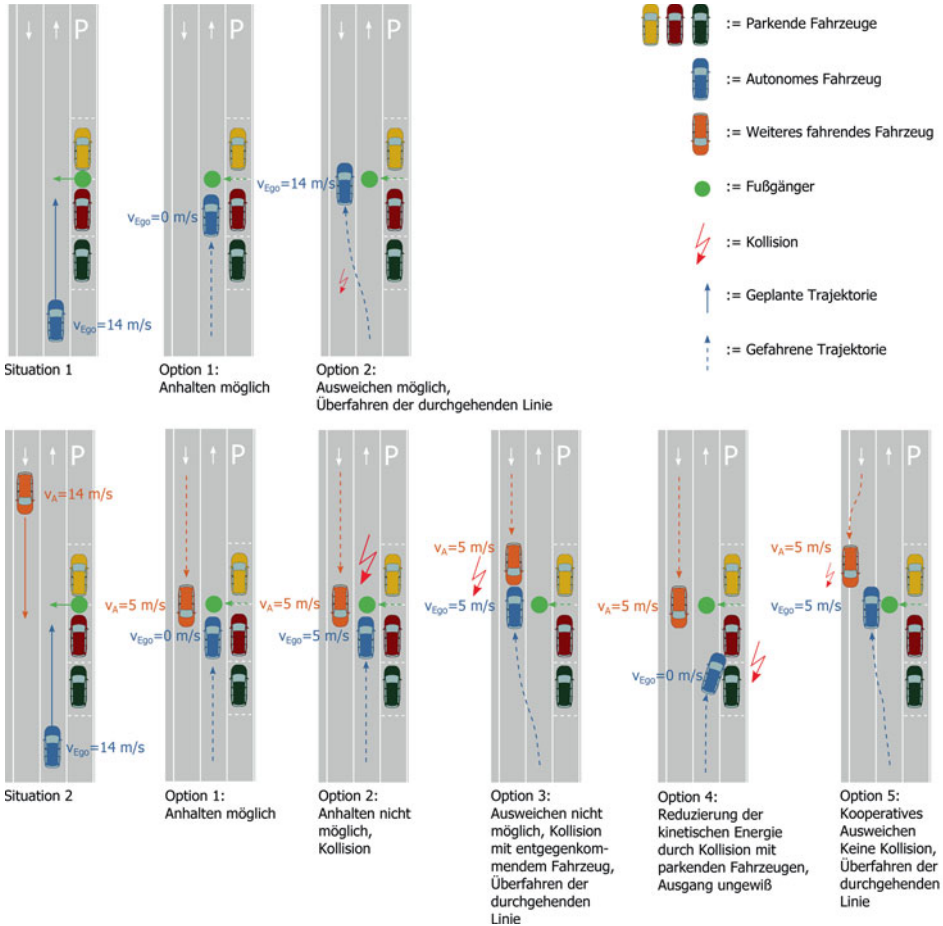 P
P
P
:= Parkende Fahrzeuge
:= Autonomes Fahrzeug
:= Weiteres fahrendes Fahrzeug
:= Fußgänger
:= Kollision
:= Geplante Trajektorie
:= Gefahrene Trajektorie
vEgo=14 m/s
vEgo=0 m/s
vEgo=14 m/s
Situation 1
Option 1:
Anhalten möglich
Option 2:
Ausweichen möglich,
Überfahren der durchgehenden Linie
P
P
P
P
P
P
vA=14 m/s
vEgo=14 m/s
vA=5 m/s
vEgo=0 m/s
vA=5 m/s
vEgo=5 m/s
vA=5 m/s
vEgo=5 m/s
vA=5 m/s
vEgo=0 m/s
vA=5 m/s
vEgo=5 m/s
Situation 2
Option 1:
Anhalten möglich
Option 2:
Anhalten nicht
möglich,
Kollision
Option 3:
Ausweichen nicht
möglich, Kollision
mit entgegenkom-
mendem Fahrzeug,
Überfahren der
durchgehenden
Linie
Option 4:
Reduzierung der
kinetischen Energie
durch Kollision mit
parkenden Fahrzeugen,
Ausgang ungewiß
Option 5:
Kooperatives
Ausweichen
Keine Kollision,
Überfahren der
durchgehenden
Linie